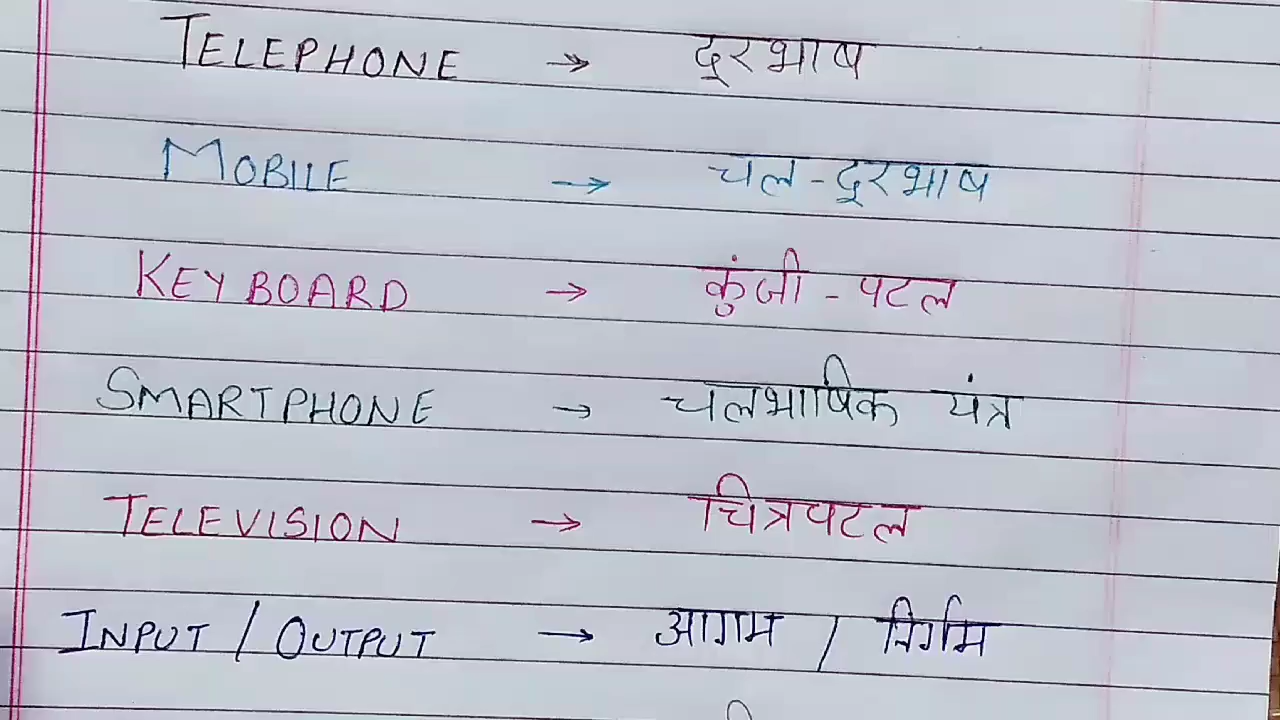 TELEPHONE → दूरभाष
MOBILE → चल-दूरभाष
KEYBOARD → कुंजी-पटल
SMARTPHONE → चलभाषिक यंत्र
TELEVISION → चित्रपटल
INPUT / OUTPUT → आगम / निर्गम